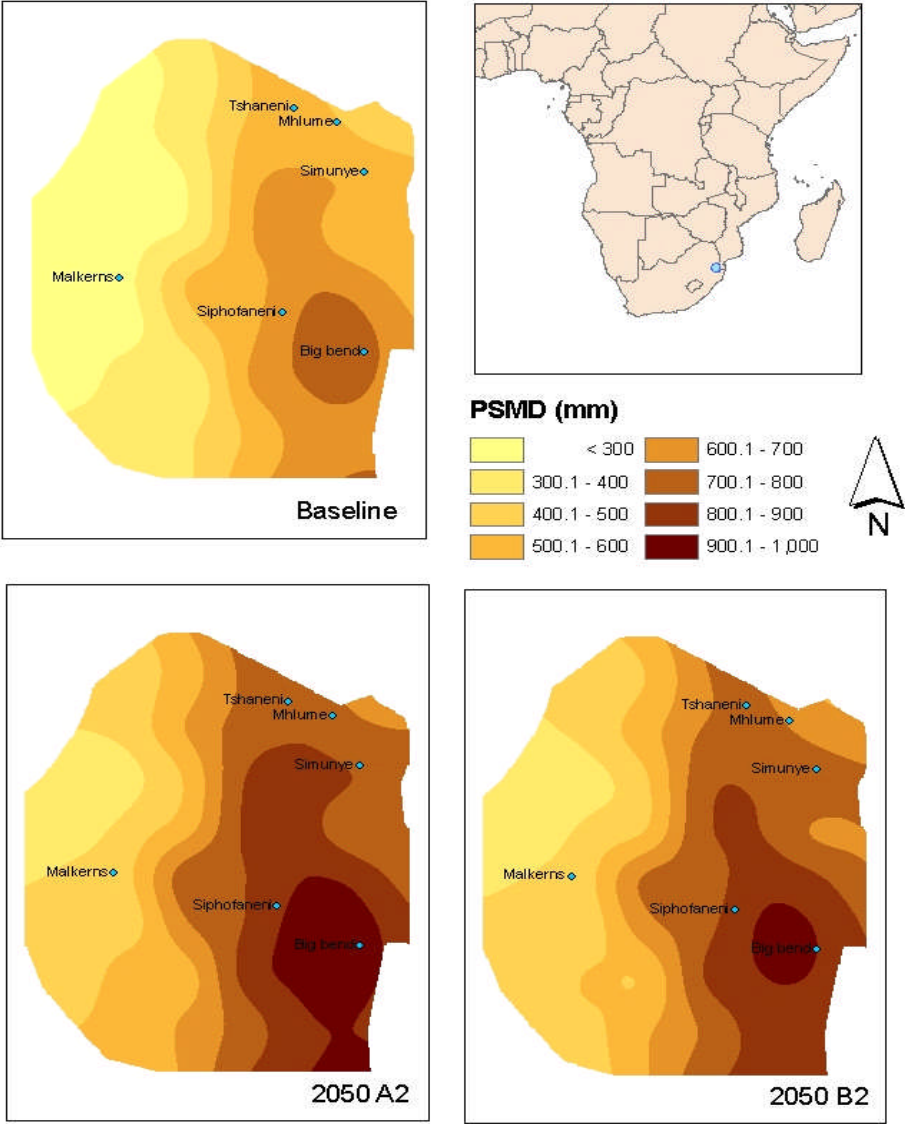 Tshaneni
Mhlume
Simunye
Malkerns
Siphofaneni
Big bend
Baseline
PSMD (mm)
< 300
600.1 - 700
300.1 - 400
700.1 - 800
400.1 - 500
800.1 - 900
500.1 - 600
900.1 - 1,000
N
Tshaneni
Mhlume
Simunye
Malkerns
Siphofaneni
Big bend
2050 A2
Tshaneni
Mhlume
Simunye
Malkerns
Siphofaneni
Big bend
2050 B2